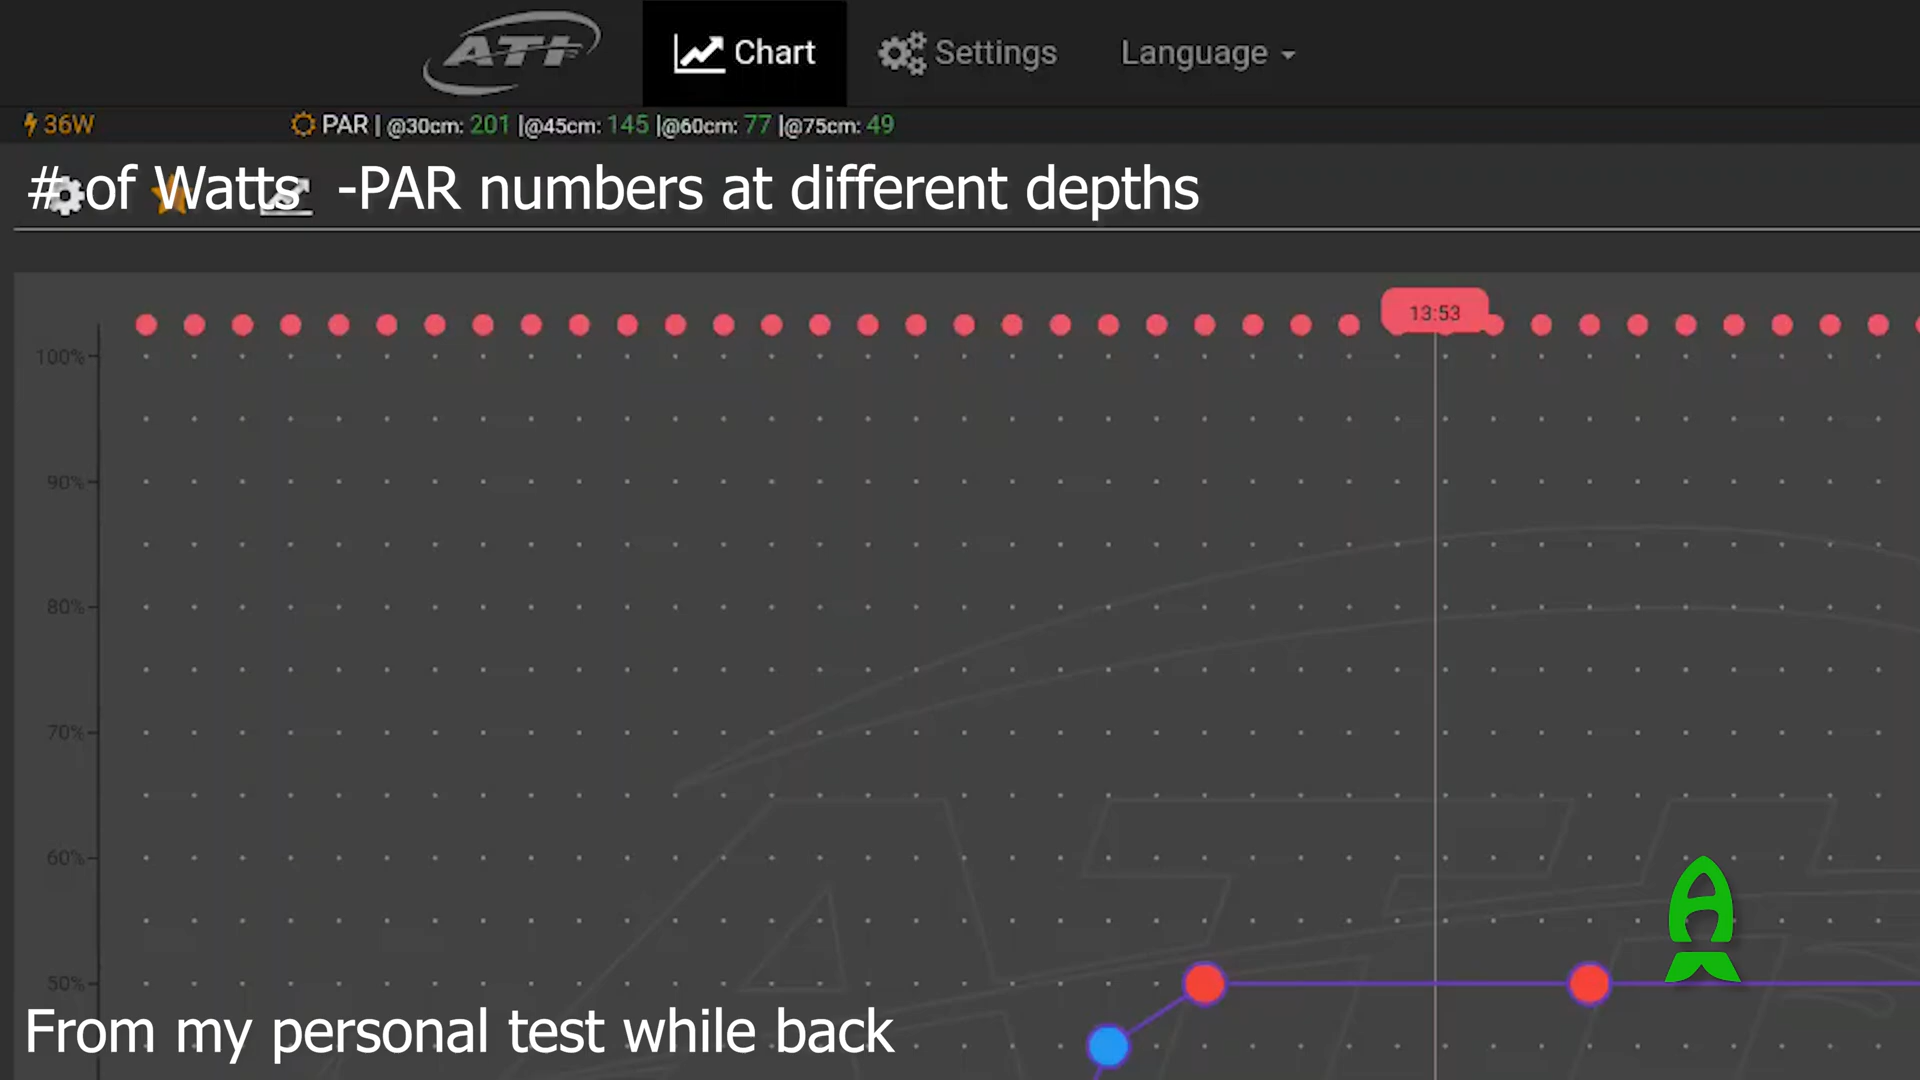 ATI Chart Settings Language
36W PAR | @30cm: 201 |@45cm: 145 |@60cm: 77 |@75cm: 49
# of Watts -PAR numbers at different depths
13:53
100%
90%
80%
70%
60%
50%
From my personal test while back